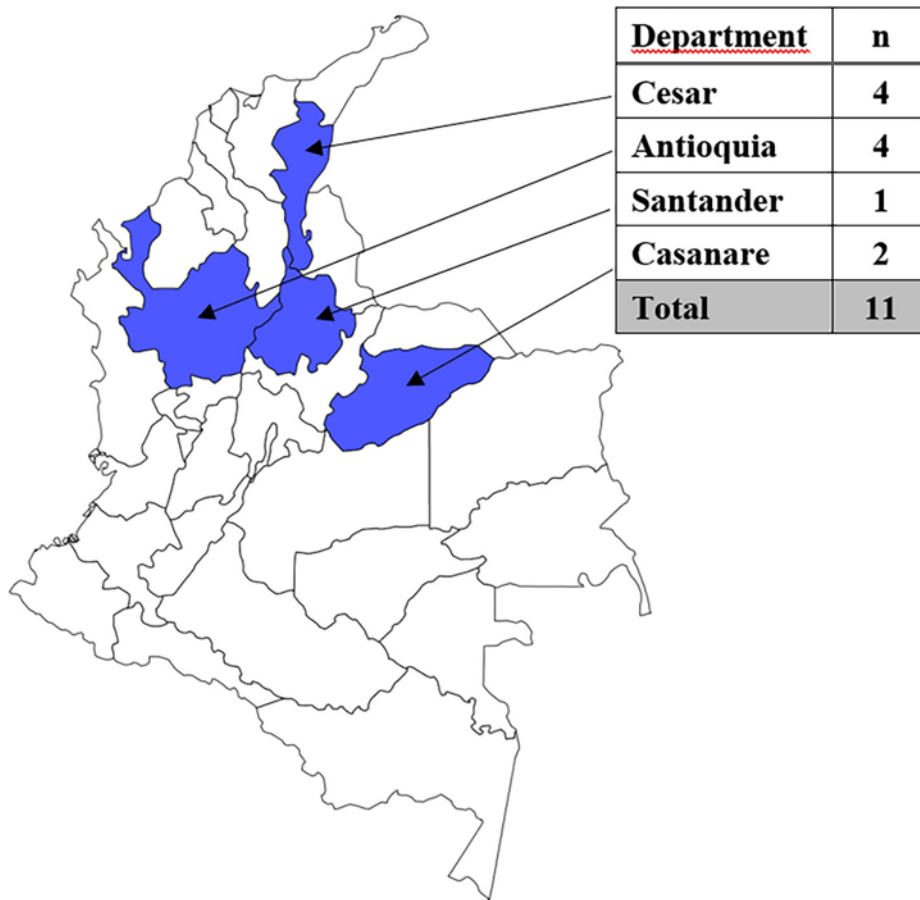 Department n
Cesar 4
Antioquia 4
Santander 1
Casanare 2
Total 11